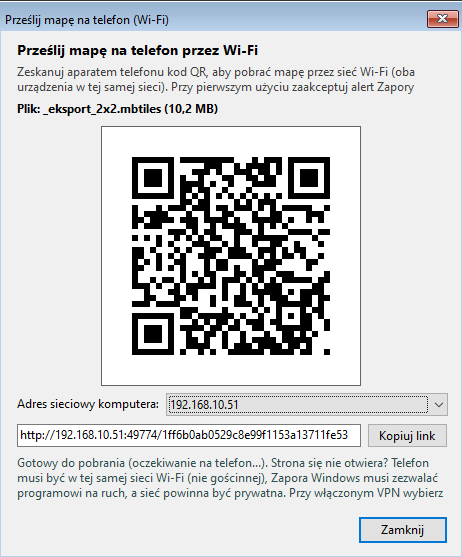 Prześlij mapę na telefon (Wi-Fi)
Prześlij mapę na telefon przez Wi-Fi
Zeskanuj aparatem telefonu kod QR, aby pobrać mapę przez sieć Wi-Fi (oba
urządzenia w tej samej sieci). Przy pierwszym użyciu zaakceptuj alert Zapory
Plik: _eksport_2x2.mbtiles (10,2 MB)
Adres sieciowy komputera: 192.168.10.51
http://192.168.10.51:49774/1ff6b0ab0529c8e99f1153a13711fe53 Kopiuj link
Gotowy do pobrania (oczekiwanie na telefon...). Strona się nie otwiera? Telefon
musi być w tej samej sieci Wi-Fi (nie gościnnej), Zapora Windows musi zezwalać
programowi na ruch, a sieć powinna być prywatna. Przy włączonym VPN wybierz
Zamknij